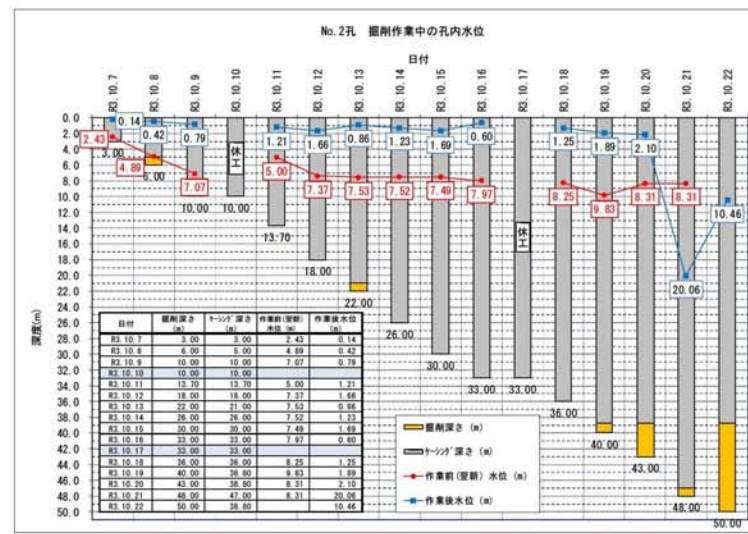 No.2孔 掘削作業中の孔内水位
日付
R3.10.7 R3.10.8 R3.10.9 R3.10.10 R3.10.11 R3.10.12 R3.10.13 R3.10.14 R3.10.15 R3.10.16 R3.10.17 R3.10.18 R3.10.19 R3.10.20 R3.10.21 R3.10.22
深度(m)
0.0
2.0
4.0
6.0
8.0
10.0
12.0
14.0
16.0
18.0
20.0
22.0
24.0
26.0
28.0
30.0
32.0
34.0
36.0
38.0
40.0
42.0
44.0
46.0
48.0
50.0
0.14 0.42 0.79 1.21 1.66 0.86 1.23 1.69 0.60 1.25 1.89 2.10 20.06 10.46
2.43 4.89 7.07 5.00 7.37 7.53 7.52 7.49 7.97 8.25 9.83 8.31 8.31
3.00 6.00 10.00 10.00 13.70 18.00 22.00 26.00 30.00 33.00 33.00 36.00 40.00 43.00 48.00 50.00
休工
休工
日付 掘削深さ(m) ケーシング深さ(m) 作業前(翌朝)水位(m) 作業後水位(m)
R3.10.7 3.00 3.00 2.43 0.14
R3.10.8 6.00 5.00 4.89 0.42
R3.10.9 10.00 10.00 7.07 0.79
R3.10.10 10.00 10.00
R3.10.11 13.70 13.70 5.00 1.21
R3.10.12 18.00 18.00 7.37 1.66
R3.10.13 22.00 21.00 7.53 0.86
R3.10.14 26.00 26.00 7.52 1.23
R3.10.15 30.00 30.00 7.49 1.69
R3.10.16 33.00 33.00 7.97 0.60
R3.10.17 33.00 33.00
R3.10.18 36.00 36.00 8.25 1.25
R3.10.19 40.00 38.80 9.83 1.89
R3.10.20 43.00 38.80 8.31 2.10
R3.10.21 48.00 47.00 8.31 20.06
R3.10.22 50.00 38.80 10.46
掘削深さ (m)
ケーシング深さ (m)
作業前(翌朝) 水位 (m)
作業後水位 (m)